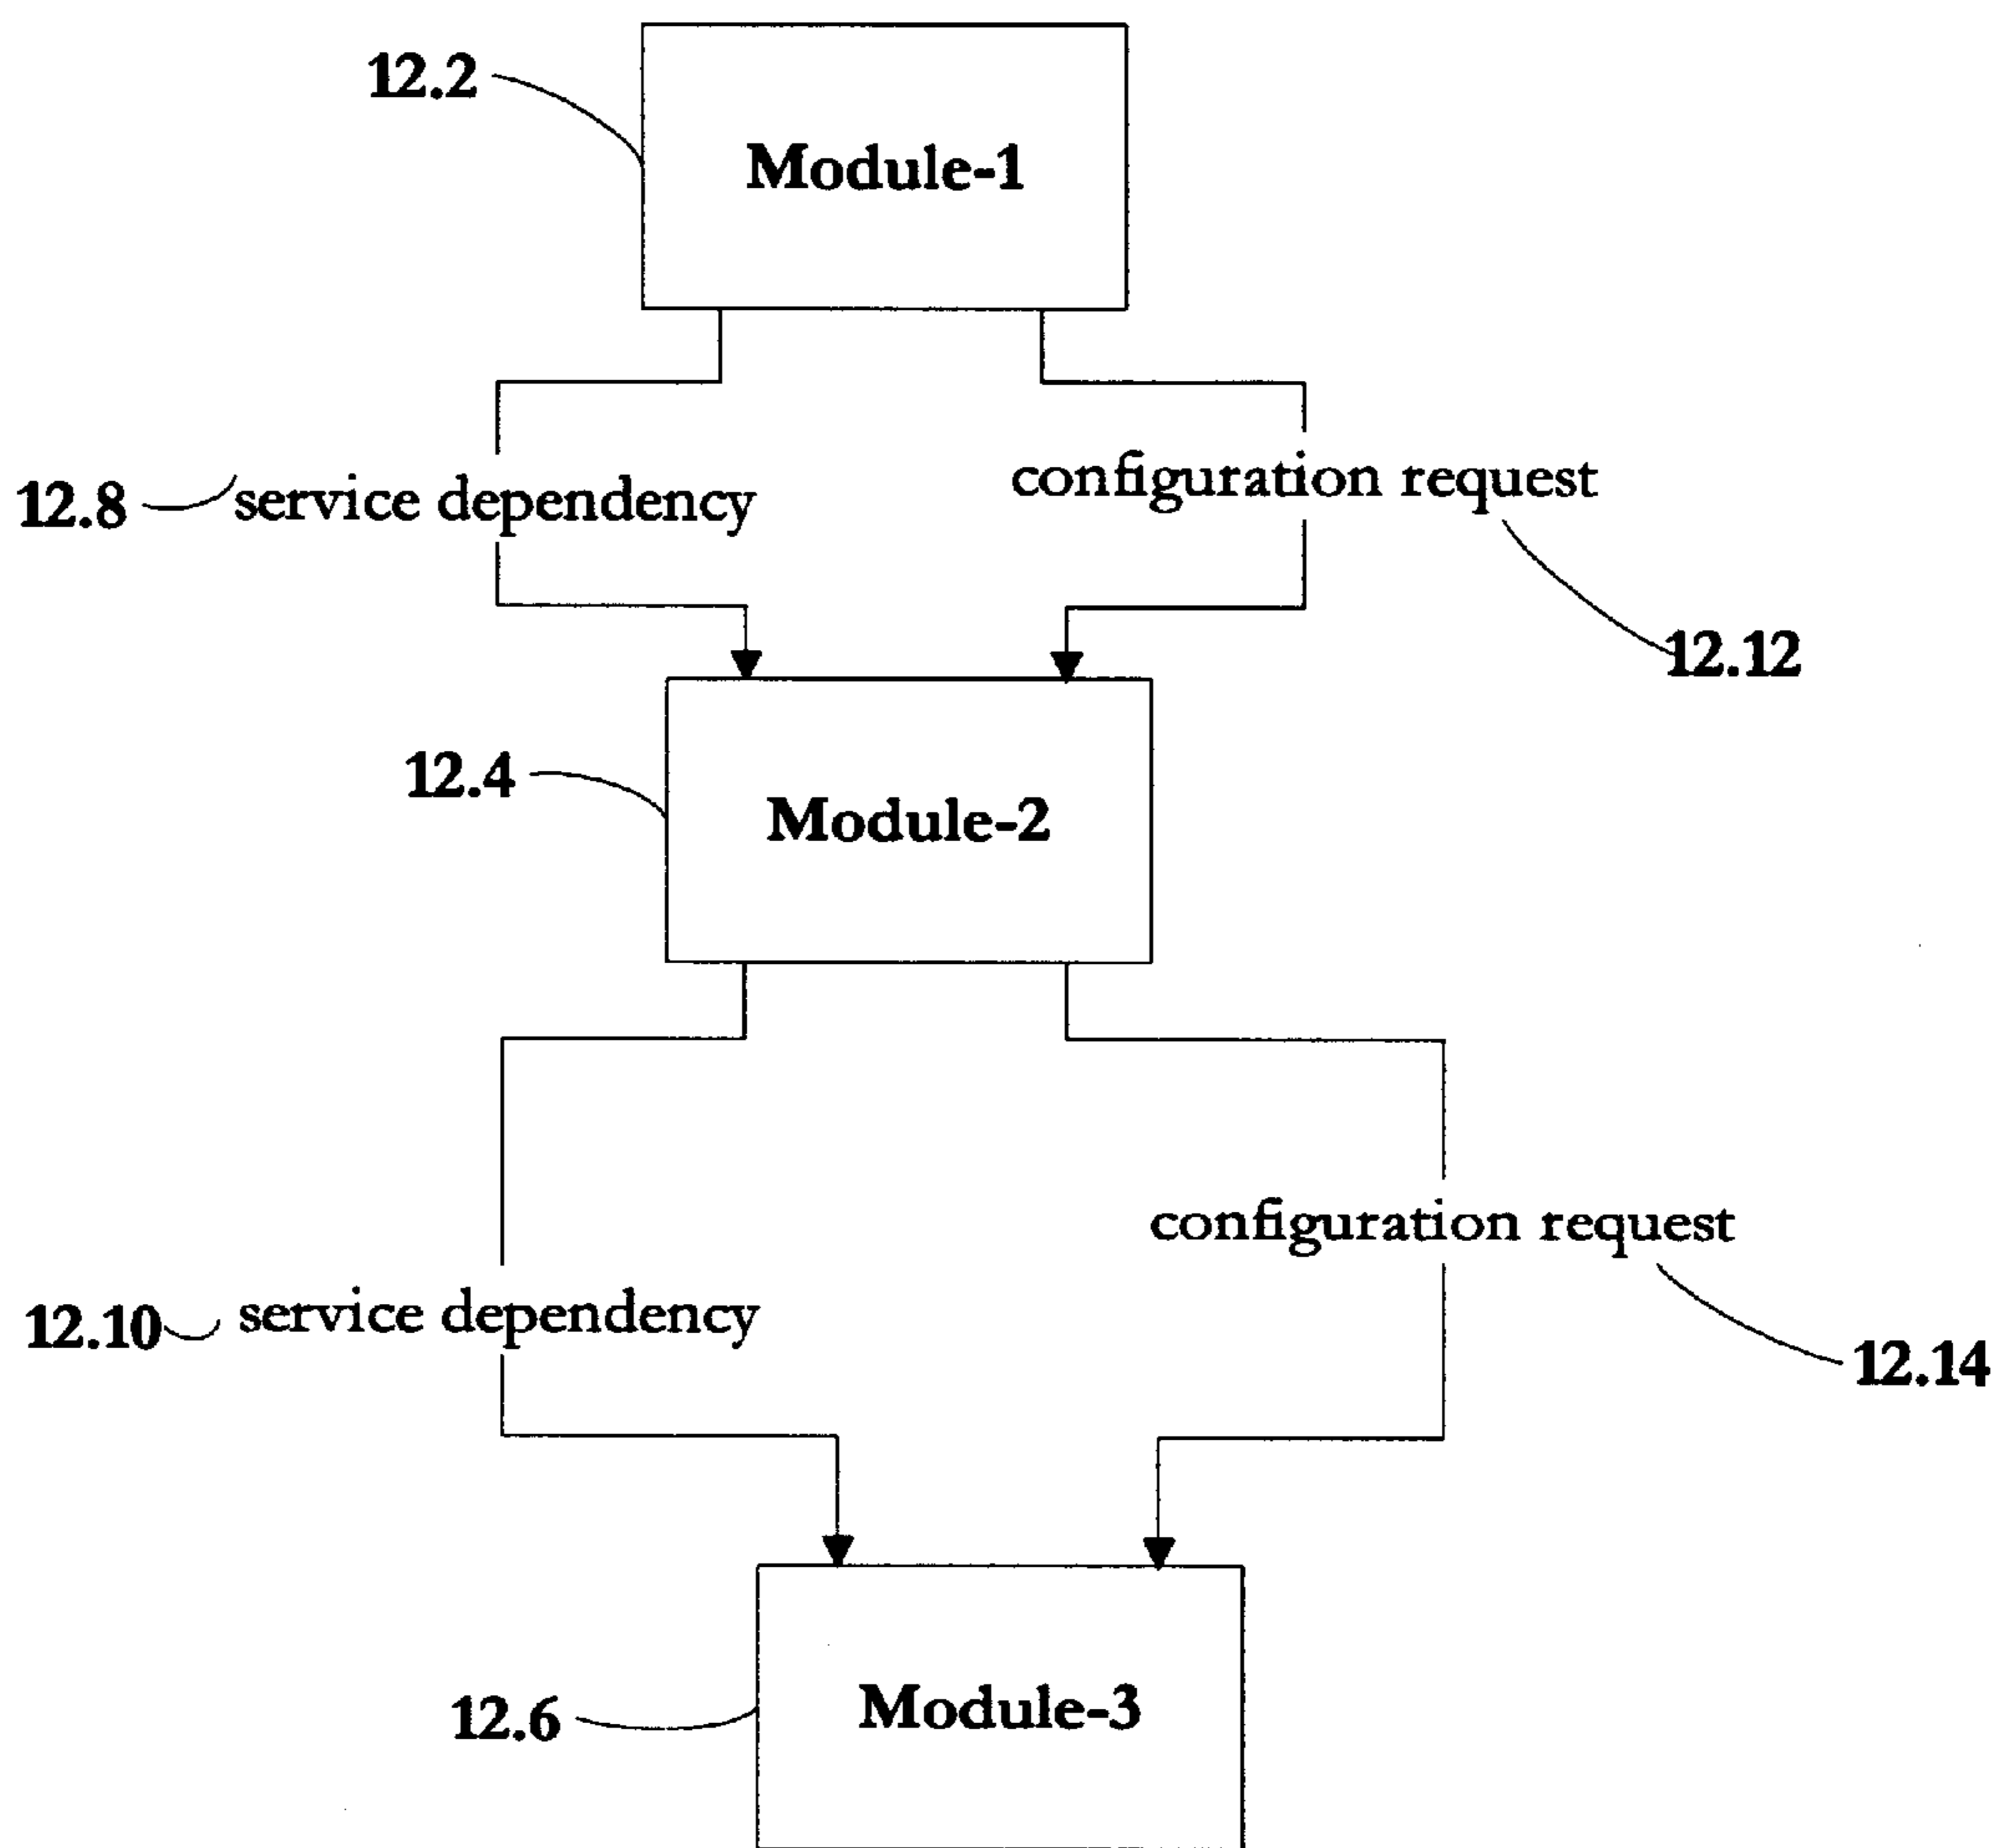 12.2
Module-1
12.8
service dependency
configuration request
12.12
12.4
Module-2
configuration request
12.10
service dependency
12.14
12.6
Module-3